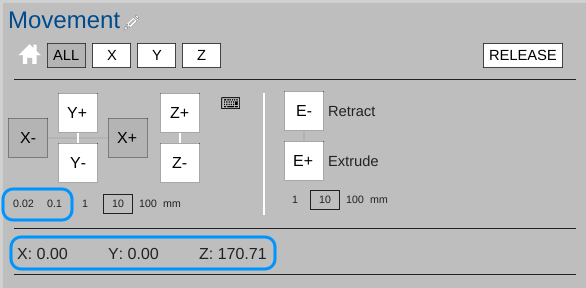 Movement
ALL X Y Z RELEASE
Y+ Z+ E- Retract
X- X+
Y- Z- E+ Extrude
0.02 0.1 1 10 100 mm 1 10 100 mm
X: 0.00 Y: 0.00 Z: 170.71